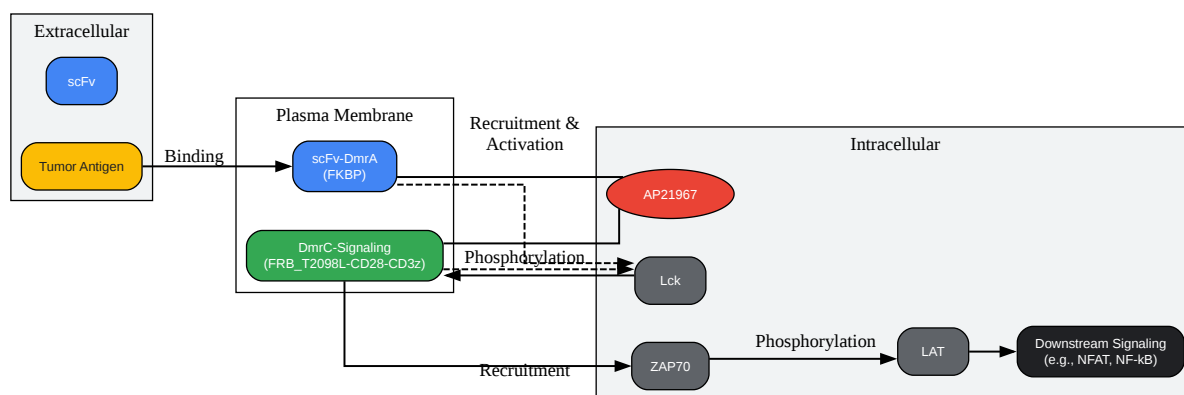 Extracellular
scFv
Tumor Antigen
Binding
Plasma Membrane
scFv-DmrA
(FKBP)
DmrC-Signaling
(FRB_T2098L-CD28-CD3z)
Recruitment &
Activation
Phosphorylation
Recruitment
Intracellular
AP21967
Lck
ZAP70
Phosphorylation
LAT
Downstream Signaling
(e.g., NFAT, NF-kB)